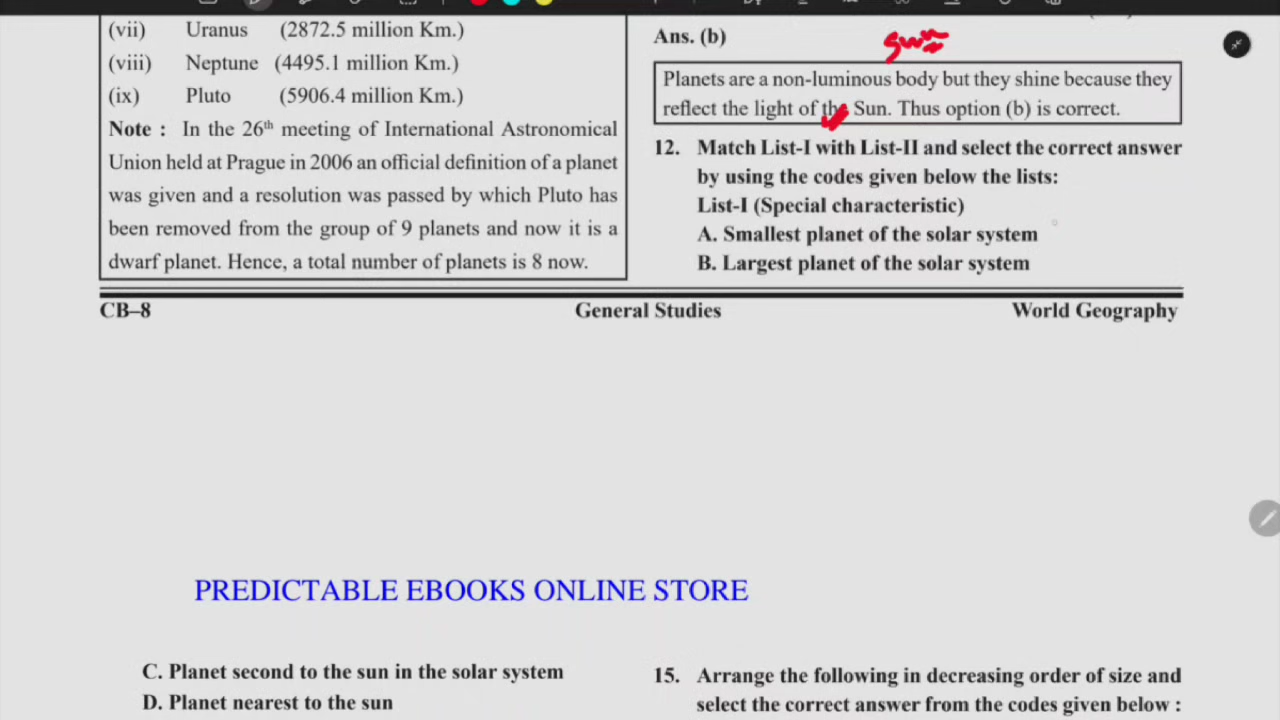 (vii) Uranus (2872.5 million Km.)
(viii) Neptune (4495.1 million Km.)
(ix) Pluto (5906.4 million Km.)
Note : In the 26th meeting of International Astronomical
Union held at Prague in 2006 an official definition of a planet
was given and a resolution was passed by which Pluto has
been removed from the group of 9 planets and now it is a
dwarf planet. Hence, a total number of planets is 8 now.
Ans. (b)
Sun
Planets are a non-luminous body but they shine because they
reflect the light of the Sun. Thus option (b) is correct.
12. Match List-I with List-II and select the correct answer
by using the codes given below the lists:
List-I (Special characteristic)
A. Smallest planet of the solar system
B. Largest planet of the solar system
CB–8 General Studies World Geography
PREDICTABLE EBOOKS ONLINE STORE
C. Planet second to the sun in the solar system
D. Planet nearest to the sun
15. Arrange the following in decreasing order of size and
select the correct answer from the codes given below :